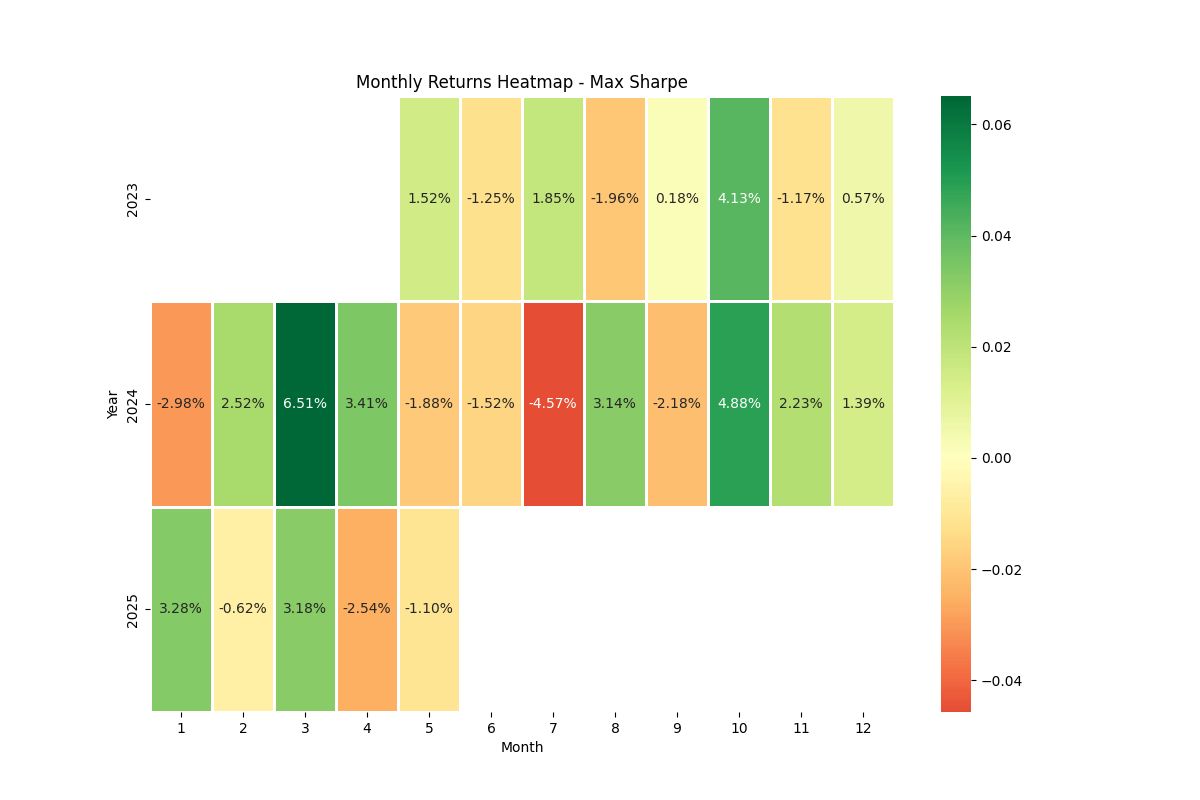 Monthly Returns Heatmap - Max Sharpe
0.06
2023
1.52% -1.25% 1.85% -1.96% 0.18% 4.13% -1.17% 0.57%
0.04
0.02
Year
2024
-2.98% 2.52% 6.51% 3.41% -1.88% -1.52% -4.57% 3.14% -2.18% 4.88% 2.23% 1.39%
0.00
−0.02
2025
3.28% -0.62% 3.18% -2.54% -1.10%
−0.04
1 2 3 4 5 6 7 8 9 10 11 12
Month